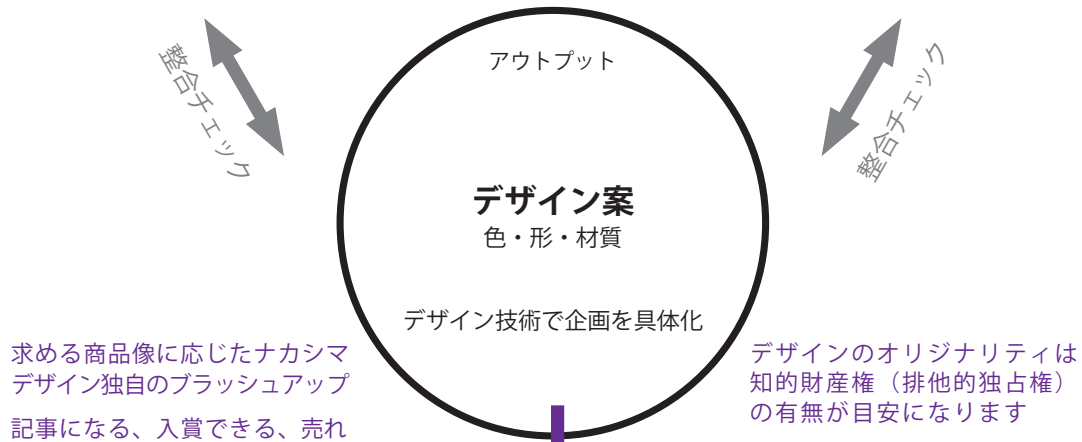 整合チェック
整合チェック
アウトプット
デザイン案
色・形・材質
デザイン技術で企画を具体化
求める商品像に応じたナカシマ
デザイン独自のブラッシュアップ
記事になる、入賞できる、売れ
デザインのオリジナリティは
知的財産権（排他的独占権）
の有無が目安になります